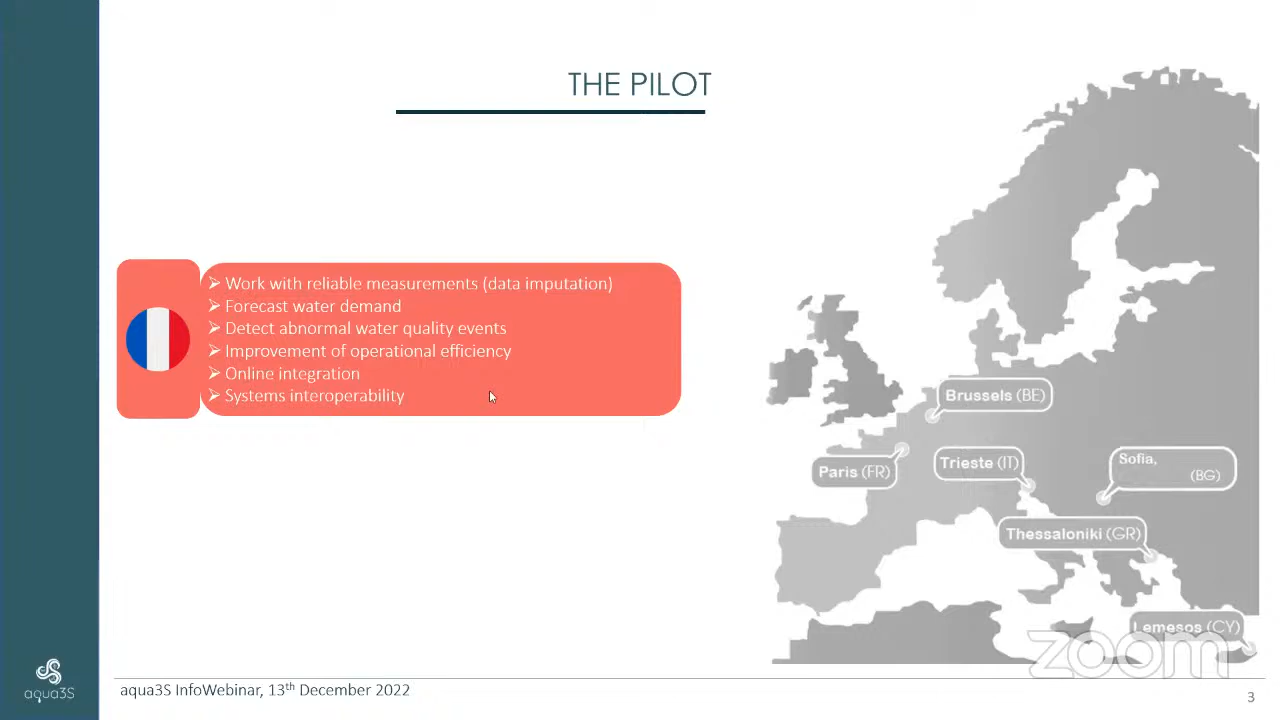 THE PILOT
➢ Work with reliable measurements (data imputation)
➢ Forecast water demand
➢ Detect abnormal water quality events
➢ Improvement of operational efficiency
➢ Online integration
➢ Systems interoperability
Brussels (BE)
Paris (FR)
Trieste (IT)
Sofia,
(BG)
Thessaloniki (GR)
Lemesos (CY)
zoom
aqua3S
aqua3S InfoWebinar, 13th December 2022
3